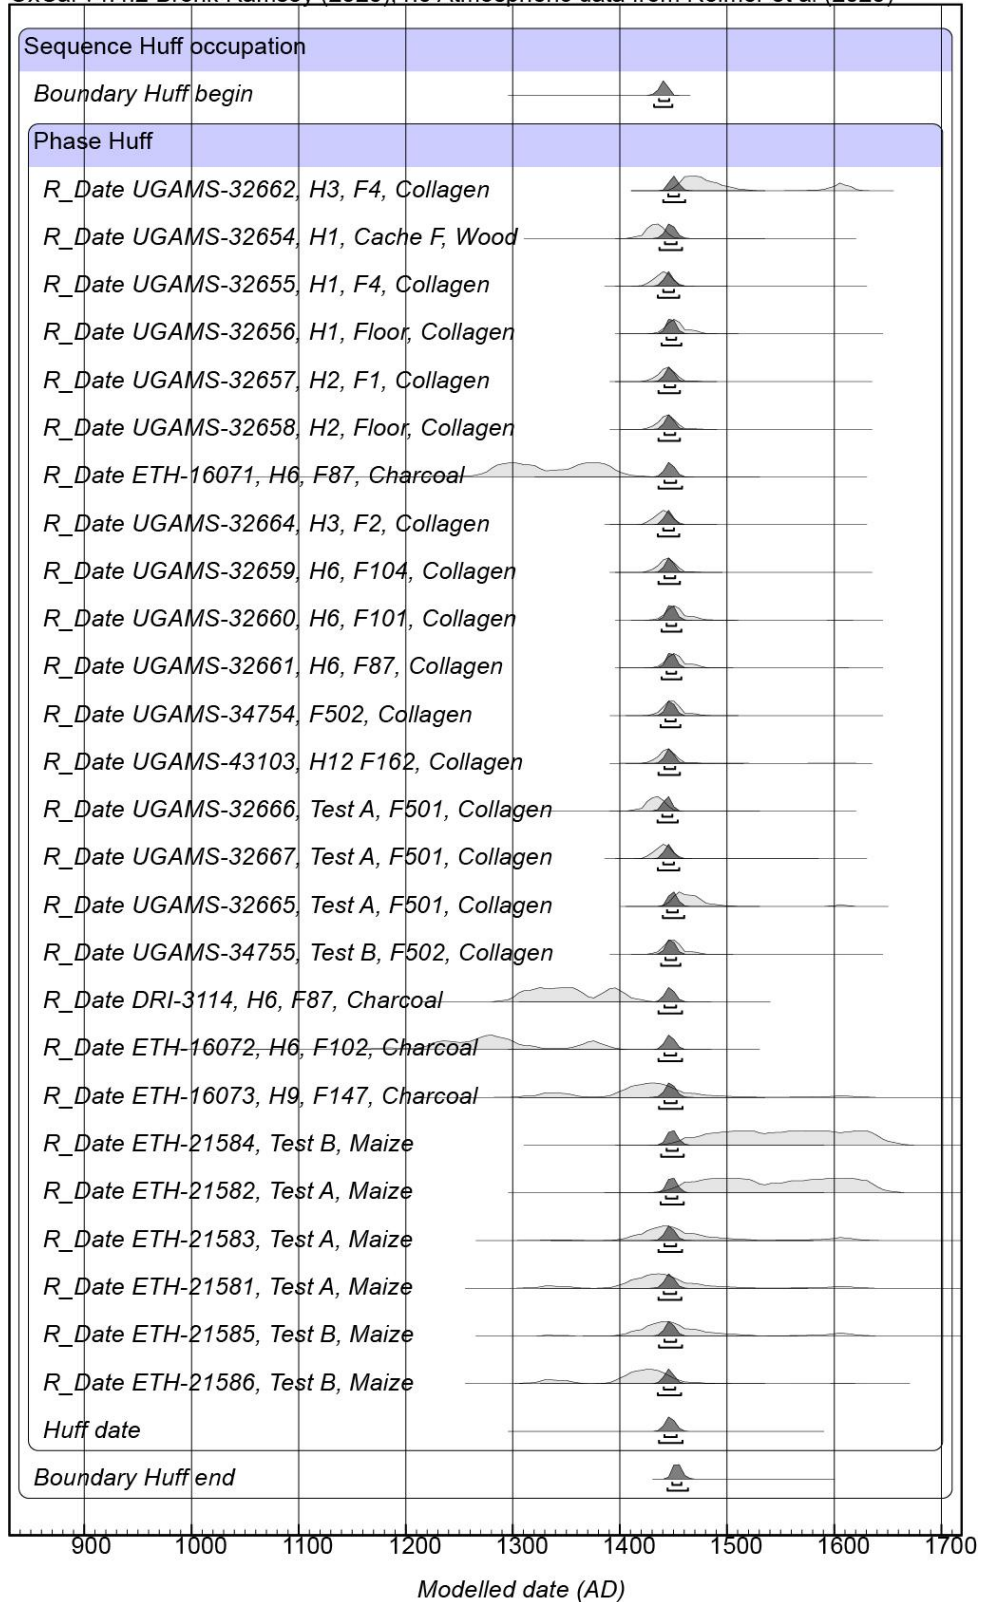 Sequence Huff occupation
Boundary Huff begin
Phase Huff
R_Date UGAMS-32662, H3, F4, Collagen
R_Date UGAMS-32654, H1, Cache F, Wood
R_Date UGAMS-32655, H1, F4, Collagen
R_Date UGAMS-32656, H1, Floor, Collagen
R_Date UGAMS-32657, H2, F1, Collagen
R_Date UGAMS-32658, H2, Floor, Collagen
R_Date ETH-16071, H6, F87, Charcoal
R_Date UGAMS-32664, H3, F2, Collagen
R_Date UGAMS-32659, H6, F104, Collagen
R_Date UGAMS-32660, H6, F101, Collagen
R_Date UGAMS-32661, H6, F87, Collagen
R_Date UGAMS-34754, F502, Collagen
R_Date UGAMS-43103, H12 F162, Collagen
R_Date UGAMS-32666, Test A, F501, Collagen
R_Date UGAMS-32667, Test A, F501, Collagen
R_Date UGAMS-32665, Test A, F501, Collagen
R_Date UGAMS-34755, Test B, F502, Collagen
R_Date DRI-3114, H6, F87, Charcoal
R_Date ETH-16072, H6, F102, Charcoal
R_Date ETH-16073, H9, F147, Charcoal
R_Date ETH-21584, Test B, Maize
R_Date ETH-21582, Test A, Maize
R_Date ETH-21583, Test A, Maize
R_Date ETH-21581, Test A, Maize
R_Date ETH-21585, Test B, Maize
R_Date ETH-21586, Test B, Maize
Huff date
Boundary Huff end
900 1000 1100 1200 1300 1400 1500 1600 1700
Modelled date (AD)